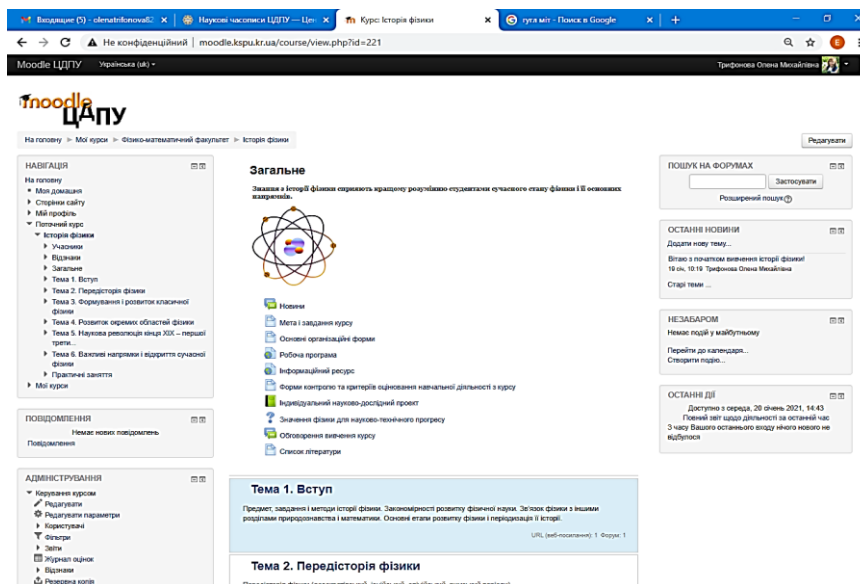 Входящие (5) - olenatrifonova82
Наукові часописи ЦДПУ — Цен
Курс: Історія фізики
гугл міт - Поиск в Google
Не конфіденційний | moodle.kspu.kr.ua/course/view.php?id=221
Moodle ЦДПУ Українська (uk)
Трифонова Олена Михайлівна
moodle
ЦДПУ
На головну ► Мої курси ► Фізико-математичний факультет ► Історія фізики
Редагувати
НАВІГАЦІЯ
На головну
Моя домашня
Сторінки сайту
Мій профіль
Поточний курс
Історія фізики
Учасники
Відзнаки
Загальне
Тема 1. Вступ
Тема 2. Передісторія фізики
Тема 3. Формування і розвиток класичної
фізики
Тема 4. Розвиток окремих областей фізики
Тема 5. Наукова революція кінця XIX – першої
трети...
Тема 6. Важливі напрямки і відкриття сучасної
фізики
Практичні заняття
Мої курси
ПОВІДОМЛЕННЯ
Немає нових повідомлень
Повідомлення
АДМІНІСТРУВАННЯ
Керування курсом
Редагувати
Редагувати параметри
Користувачі
Фільтри
Звіти
Журнал оцінок
Відзнаки
Резервна копія
Загальне
Знання з історії фізики сприяють кращому розумінню студентами сучасного стану фізики і її основних
напрямків.
Новини
Мета і завдання курсу
Основні організаційні форми
Робоча програма
Інформаційний ресурс
Форми контролю та критеріїв оцінювання навчальної діяльності з курсу
Індивідуальний науково-дослідний проект
Значення фізики для науково-технічного прогресу
Обговорення вивчення курсу
Список літератури
Тема 1. Вступ
Предмет, завдання і методи історії фізики. Закономірності розвитку фізичної науки. Зв'язок фізики з іншими
розділами природознавства і математики. Основні етапи розвитку фізики і періодизація її історії.
URL (веб-посилання): 1 Форум: 1
Тема 2. Передісторія фізики
ПОШУК НА ФОРУМАХ
Застосувати
Розширений пошук
ОСТАННІ НОВИНИ
Додати нову тему...
Вітаю з початком вивчення історії фізики!
19 січ, 10:19 Трифонова Олена Михайлівна
Старі теми ...
НЕЗАБАРОМ
Немає подій у майбутньому
Перейти до календаря...
Створити подію...
ОСТАННІ ДІЇ
Доступно з середа, 20 січень 2021, 14:43
Повний звіт щодо діяльності за останній час
З часу Вашого останнього входу нічого нового не
відбулося